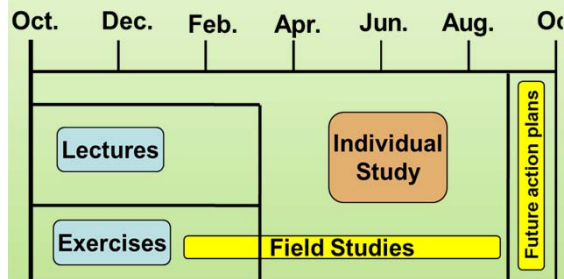 Oct. Dec. Feb. Apr. Jun. Aug.
Lectures
Individual
Study
Exercises
Field Studies
Future action plans